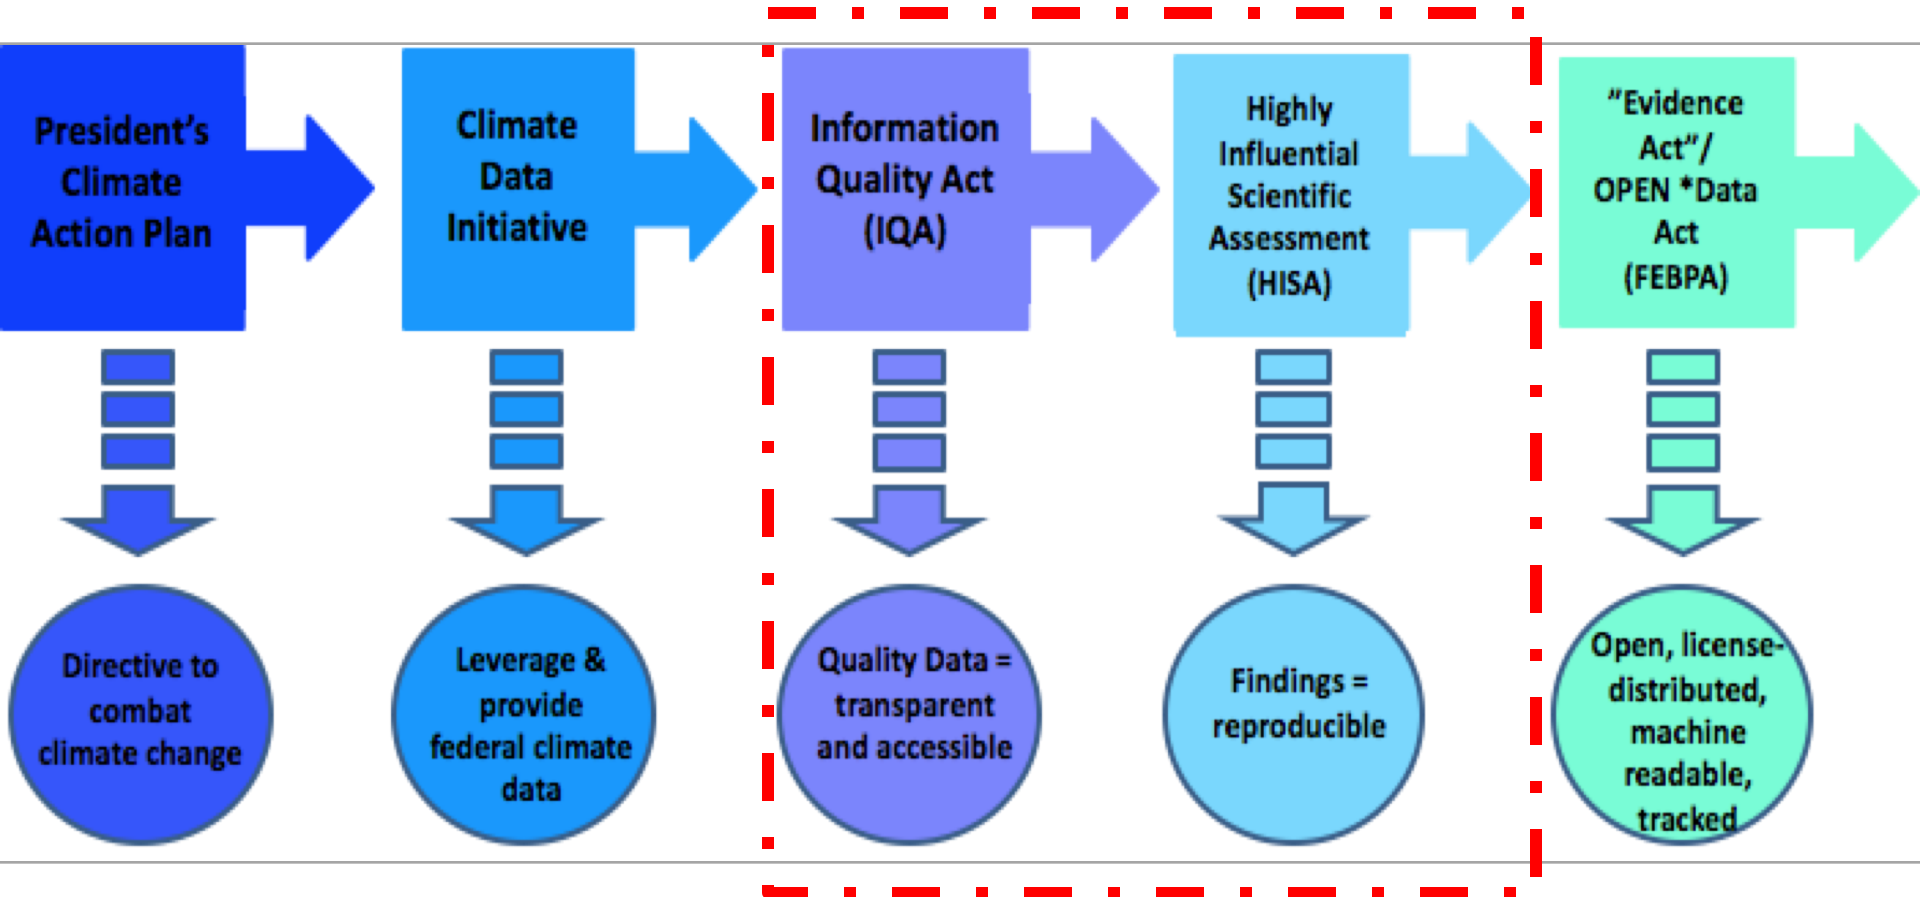 President’s
Climate
Action Plan
Climate
Data
Initiative
Information
Quality Act
(IQA)
Highly
Influential
Scientific
Assessment
(HISA)
”Evidence
Act”/
OPEN *Data
Act
(FEBPA)
Directive to
combat
climate change
Leverage &
provide
federal climate
data
Quality Data =
transparent
and accessible
Findings =
reproducible
Open, license-
distributed,
machine
readable,
tracked